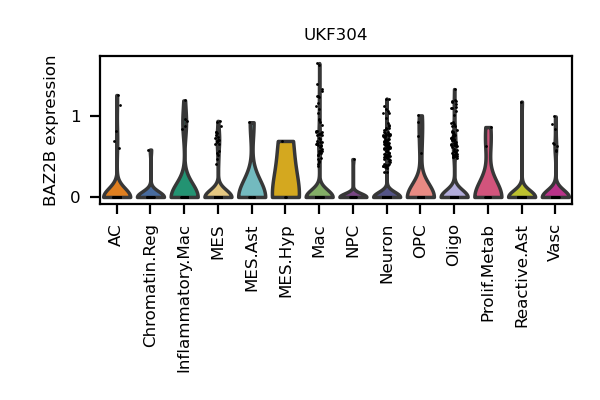 UKF304
BAZ2B expression
1
0
AC
Chromatin.Reg
Inflammatory.Mac
MES
MES.Ast
MES.Hyp
Mac
NPC
Neuron
OPC
Oligo
Prolif.Metab
Reactive.Ast
Vasc